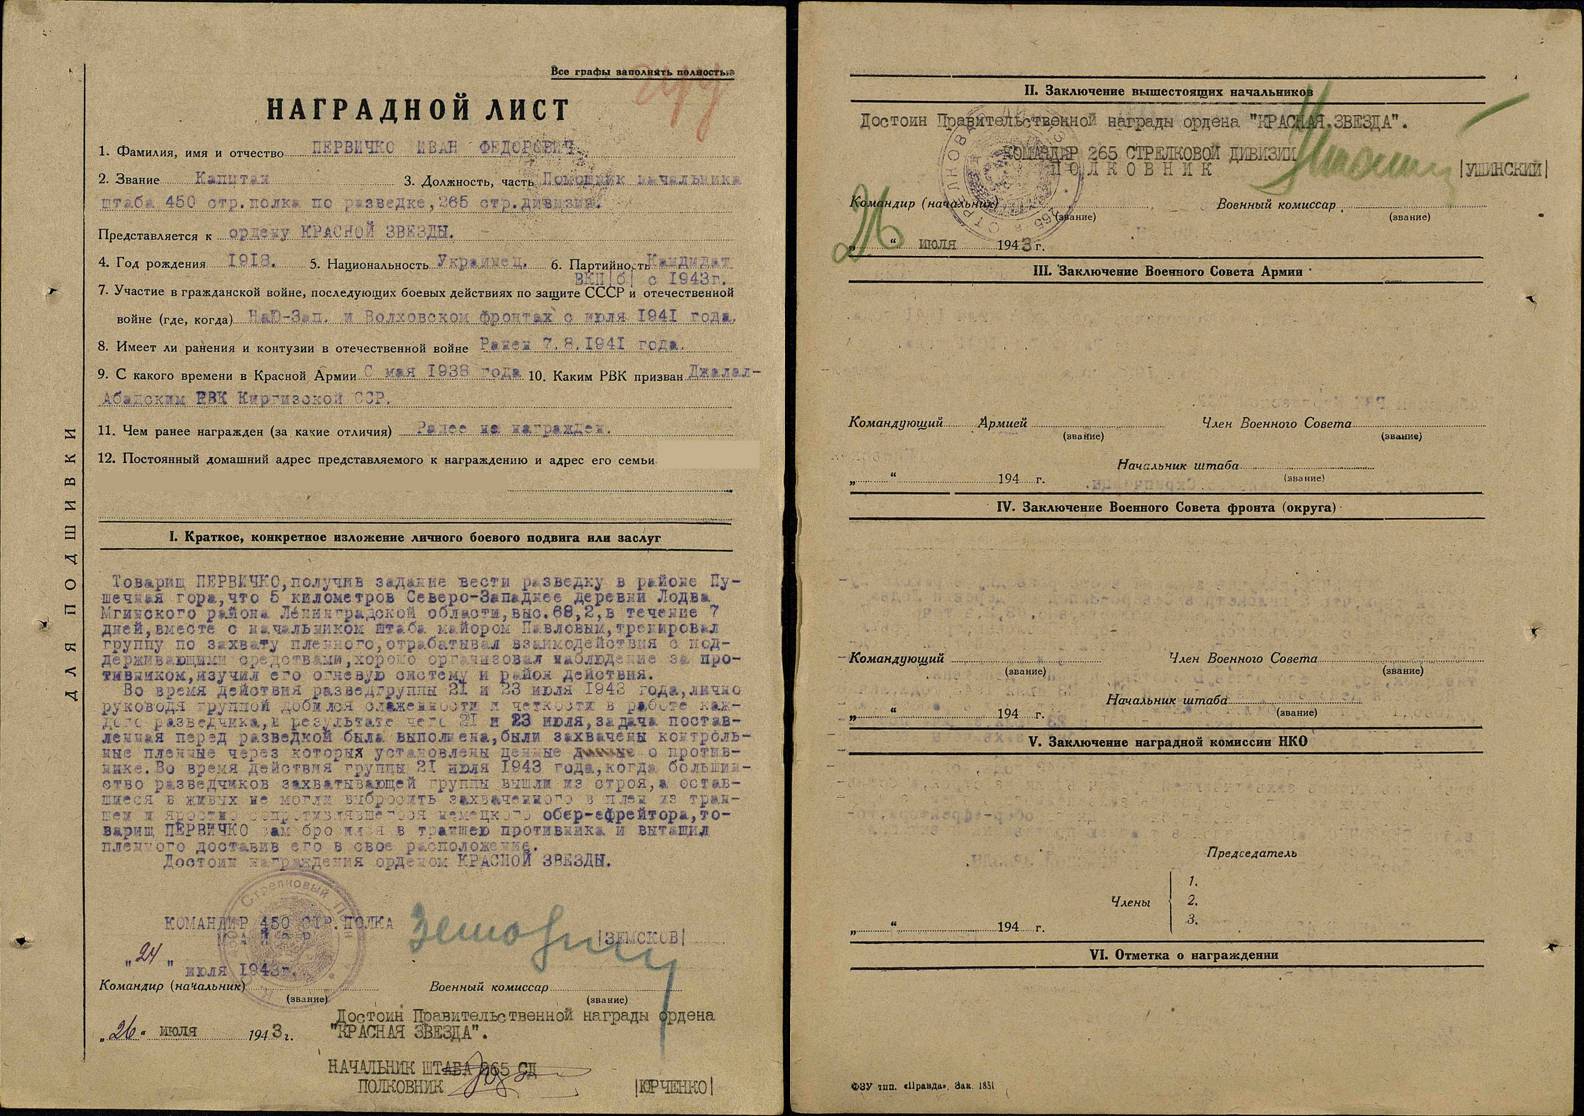 Все графы заполнять полностью
НАГРАДНОЙ ЛИСТ
1. Фамилия, имя и отчество ПЕРВИЧКО ИВАН ФЕДОРОВИЧ.
2. Звание Капитан 3. Должность, часть Помощник начальника
штаба 450 стр.полка по разведке, 265 стр.дивизии.
Представляется к ордену КРАСНОЙ ЗВЕЗДЫ.
4. Год рождения 1918. 5. Национальность Украинец. 6. Партийность Кандидат
ВКП|б| с 1943г.
7. Участие в гражданской войне, последующих боевых действиях по защите СССР и отечественной
войне (где, когда) На Ю-Зап. и Волховском фронтах с июля 1941 года.
8. Имеет ли ранения и контузии в отечественной войне Ранен 7.8.1941 года.
9. С какого времени в Красной Армии С мая 1938 года 10. Каким РВК призван Джалал-
Абадским РВК Киргизской ССР.
11. Чем ранее награжден (за какие отличия) Ранее не награжден.
12. Постоянный домашний адрес представляемого к награждению и адрес его семьи
ДЛЯ ПОДШИВКИ
I. Краткое, конкретное изложение личного боевого подвига или заслуг
Товарищ ПЕРВИЧКО, получив задание вести разведку в районе Пу-
шечная гора, что 5 километров Северо-Западнее деревни Лодва
Мгинского района Ленинградской области, выс.68,2, в течение 7
дней, вместе с начальником штаба майором Павловым, тренировал
группу по захвату пленного, отрабатывал взаимодействия с под-
держивающими средствами, хорошо организовал наблюдение за про-
тивником, изучил его огневую систему и район действия.
Во время действия разведгруппы 21 и 23 июля 1943 года, лично
руководя группой добился слаженности и четкости в работе каж-
дого разведчика, в результате чего 21 и 23 июля, задача постав-
ленная перед разведкой была выполнена, были захвачены контроль-
ные пленные через которых установлены ценные данные о против-
нике. Во время действия группы 21 июля 1943 года, когда большин-
ство разведчиков захватывающей группы вышли из строя, а остав-
шиеся в живых не могли выбросить захваченного в плен из тран-
шеи и яростно сопротивлявшегося немецкого обер-ефрейтора, то-
варищ ПЕРВИЧКО сам бросился в траншею противника и вытащил
пленного доставив его в свое расположение.
Достоин награждения орденом КРАСНОЙ ЗВЕЗДЫ.
КОМАНДИР 450 СТР.ПОЛКА
МАЙОР |ЗЕМСКОВ|
"24" июля 1943г.
Командир (начальник) Военный комиссар
(звание) (звание)
Достоин Правительственной награды ордена
"КРАСНАЯ ЗВЕЗДА".
„26“ июля 1943г.
НАЧАЛЬНИК ШТАБА 265 СД
ПОЛКОВНИК |ЮРЧЕНКО|
II. Заключение вышестоящих начальников
Достоин Правительственной награды ордена "КРАСНАЯ ЗВЕЗДА".
КОМАНДИР 265 СТРЕЛКОВОЙ ДИВИЗИИ
ПОЛКОВНИК |УШИНСКИЙ|
Командир (начальник) Военный комиссар
(звание) (звание)
„26“ июля 1943г.
III. Заключение Военного Совета Армии
Командующий Армией Член Военного Совета
(звание) (звание)
Начальник штаба
(звание)
„ “ 194 г.
IV. Заключение Военного Совета фронта (округа)
Командующий Член Военного Совета
(звание) (звание)
Начальник штаба
(звание)
„ “ 194 г.
V. Заключение наградной комиссии НКО
Председатель
Члены
1.
2.
3.
„ “ 194 г.
VI. Отметка о награждении
ФЗУ тип. «Правда», Зак. 1851